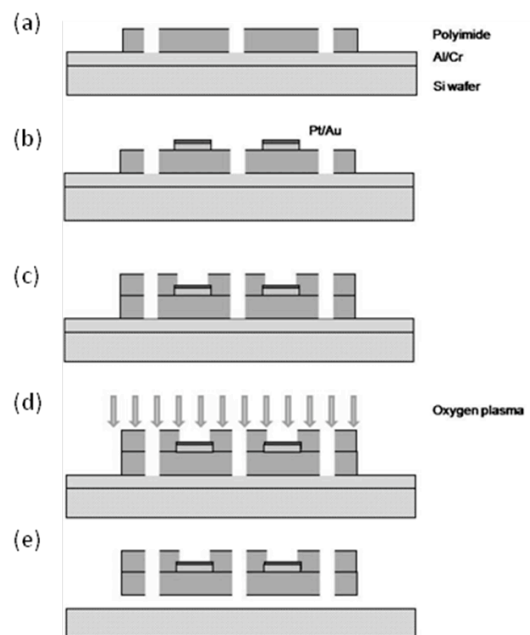 (a)
Polyimide
Al/Cr
Si wafer
(b)
Pt/Au
(c)
(d)
Oxygen plasma
(e)